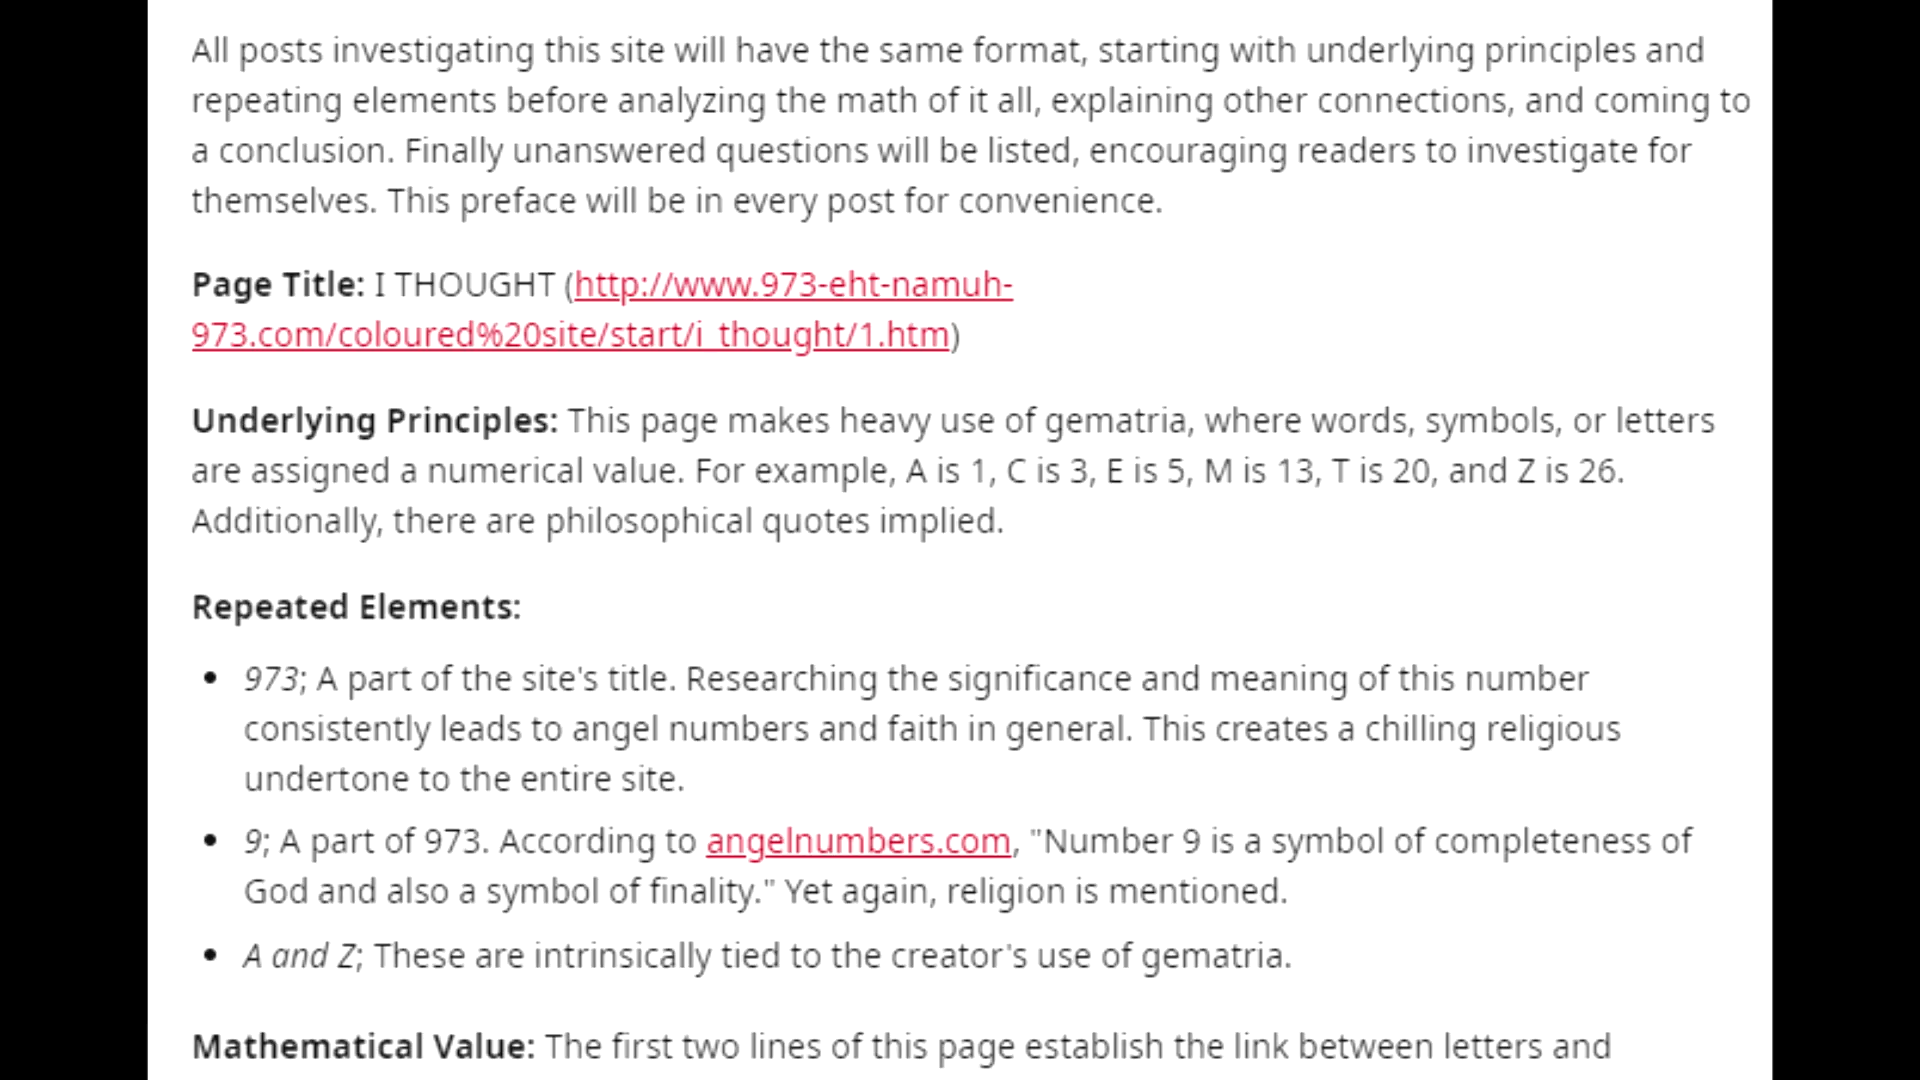 All posts investigating this site will have the same format, starting with underlying principles and
repeating elements before analyzing the math of it all, explaining other connections, and coming to
a conclusion. Finally unanswered questions will be listed, encouraging readers to investigate for
themselves. This preface will be in every post for convenience.
Page Title: I THOUGHT (http://www.973-eht-namuh-
973.com/coloured%20site/start/i_thought/1.htm)
Underlying Principles: This page makes heavy use of gematria, where words, symbols, or letters
are assigned a numerical value. For example, A is 1, C is 3, E is 5, M is 13, T is 20, and Z is 26.
Additionally, there are philosophical quotes implied.
Repeated Elements:
• 973; A part of the site's title. Researching the significance and meaning of this number
consistently leads to angel numbers and faith in general. This creates a chilling religious
undertone to the entire site.
• 9; A part of 973. According to angelnumbers.com, "Number 9 is a symbol of completeness of
God and also a symbol of finality." Yet again, religion is mentioned.
• A and Z; These are intrinsically tied to the creator's use of gematria.
Mathematical Value: The first two lines of this page establish the link between letters and